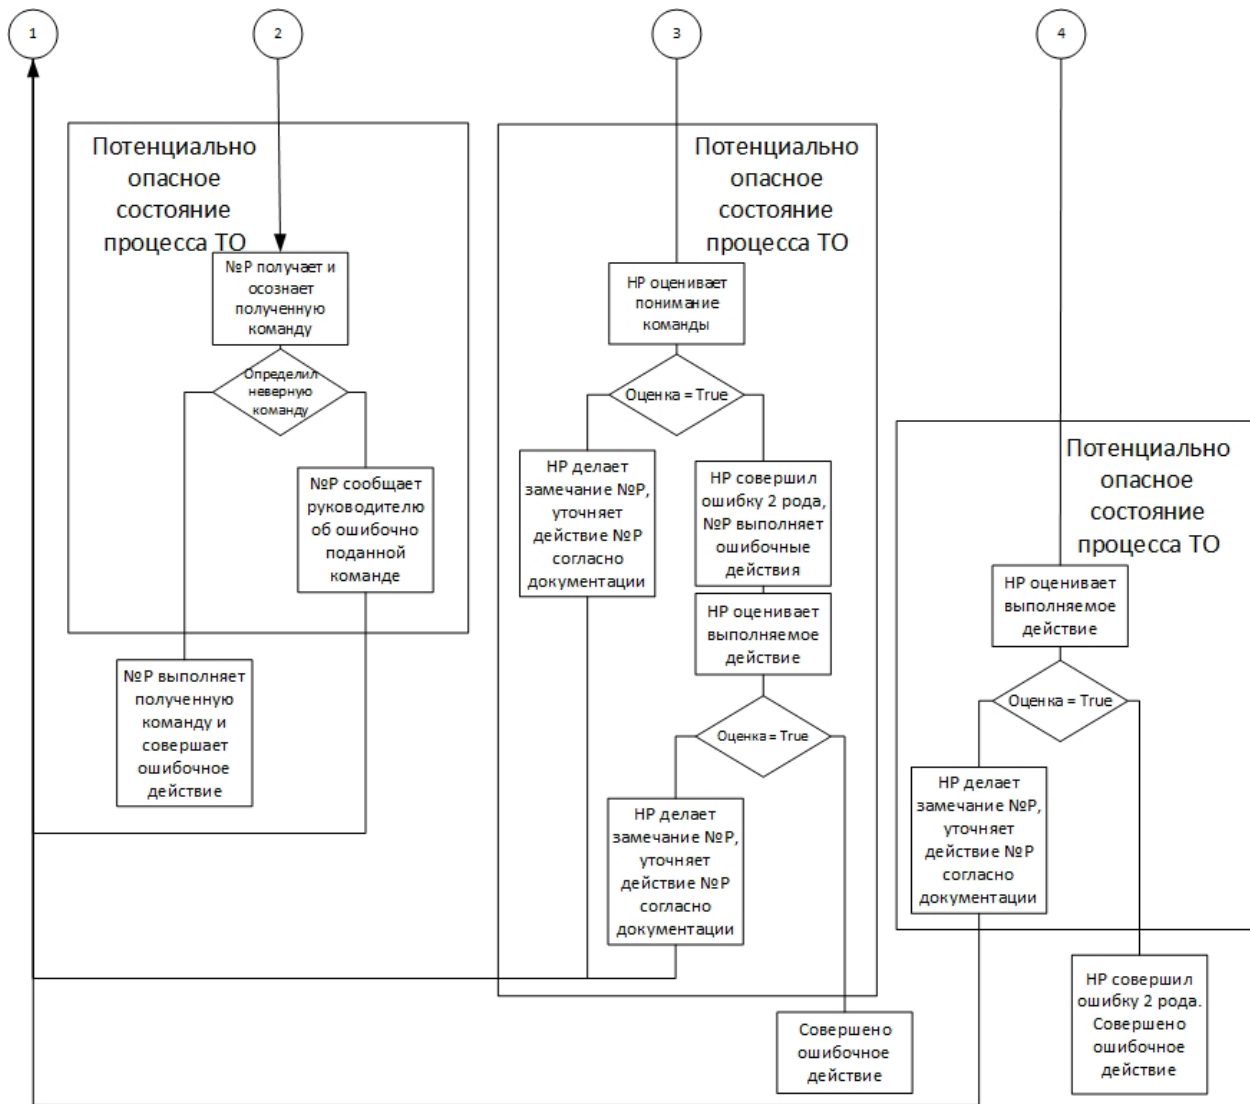 1
2
3
4
Потенциально
опасное
состояние
процесса ТО
№Р получает и
осознает
полученную
команду
Определил
неверную
команду
№Р сообщает
руководителю
об ошибочно
поданной
команде
№Р выполняет
полученную
команду и
совершает
ошибочное
действие
Потенциально
опасное
состояние
процесса ТО
НР оценивает
понимание
команды
Оценка = True
НР делает
замечание №Р,
уточняет
действие №Р
согласно
документации
НР совершил
ошибку 2 рода,
№Р выполняет
ошибочные
действия
НР оценивает
выполняемое
действие
Оценка = True
НР делает
замечание №Р,
уточняет
действие №Р
согласно
документации
Совершено
ошибочное
действие
Потенциально
опасное
состояние
процесса ТО
НР оценивает
выполняемое
действие
Оценка = True
НР делает
замечание №Р,
уточняет
действие №Р
согласно
документации
НР совершил
ошибку 2 рода.
Совершено
ошибочное
действие